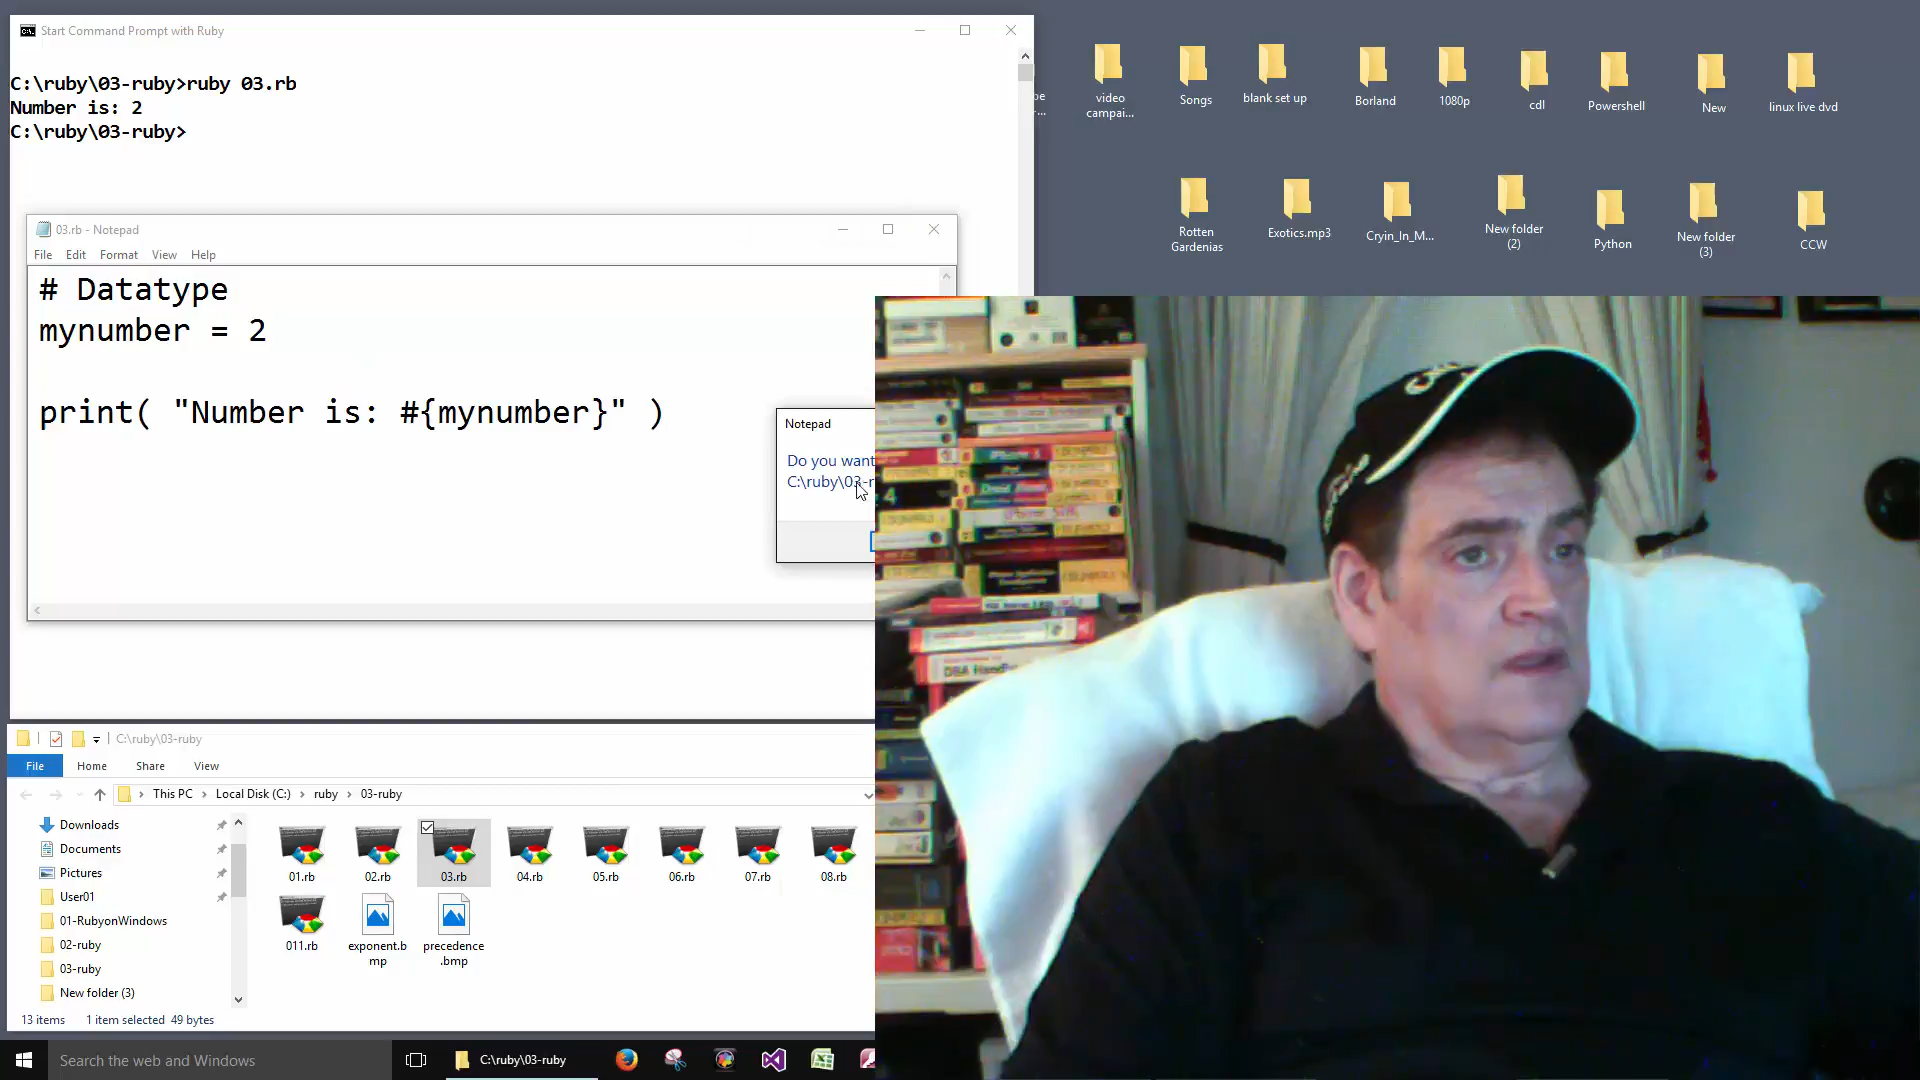 Start Command Prompt with Ruby
C:\ruby\03-ruby>ruby 03.rb
Number is: 2
C:\ruby\03-ruby>
03.rb - Notepad
File Edit Format View Help
# Datatype
mynumber = 2
print( "Number is: #{mynumber}" )
Notepad
Do you want
C:\ruby\03-r
video
campai...
Songs
blank set up
Borland
1080p
cdl
Powershell
New
linux live dvd
Rotten
Gardenias
Exotics.mp3
Cryin_In_M...
New folder
(2)
Python
New folder
(3)
CCW
C:\ruby\03-ruby
File Home Share View
This PC > Local Disk (C:) > ruby > 03-ruby
Downloads
Documents
Pictures
User01
01-RubyonWindows
02-ruby
03-ruby
New folder (3)
01.rb 02.rb 03.rb 04.rb 05.rb 06.rb 07.rb 08.rb
011.rb
exponent.b
mp
precedence
.bmp
13 items 1 item selected 49 bytes
Search the web and Windows
C:\ruby\03-ruby